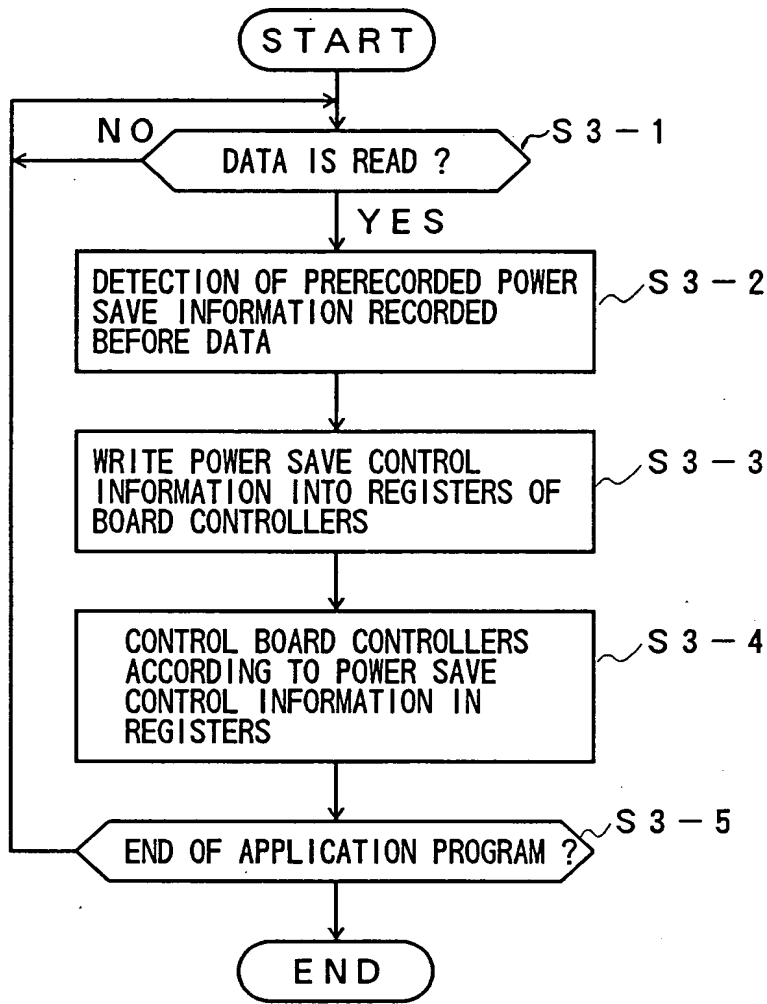 START
NO
DATA IS READ ?
S3-1
YES
DETECTION OF PRERECORDED POWER
SAVE INFORMATION RECORDED
BEFORE DATA
S3-2
WRITE POWER SAVE CONTROL
INFORMATION INTO REGISTERS OF
BOARD CONTROLLERS
S3-3
CONTROL BOARD CONTROLLERS
ACCORDING TO POWER SAVE
CONTROL INFORMATION IN
REGISTERS
S3-4
END OF APPLICATION PROGRAM ?
S3-5
END